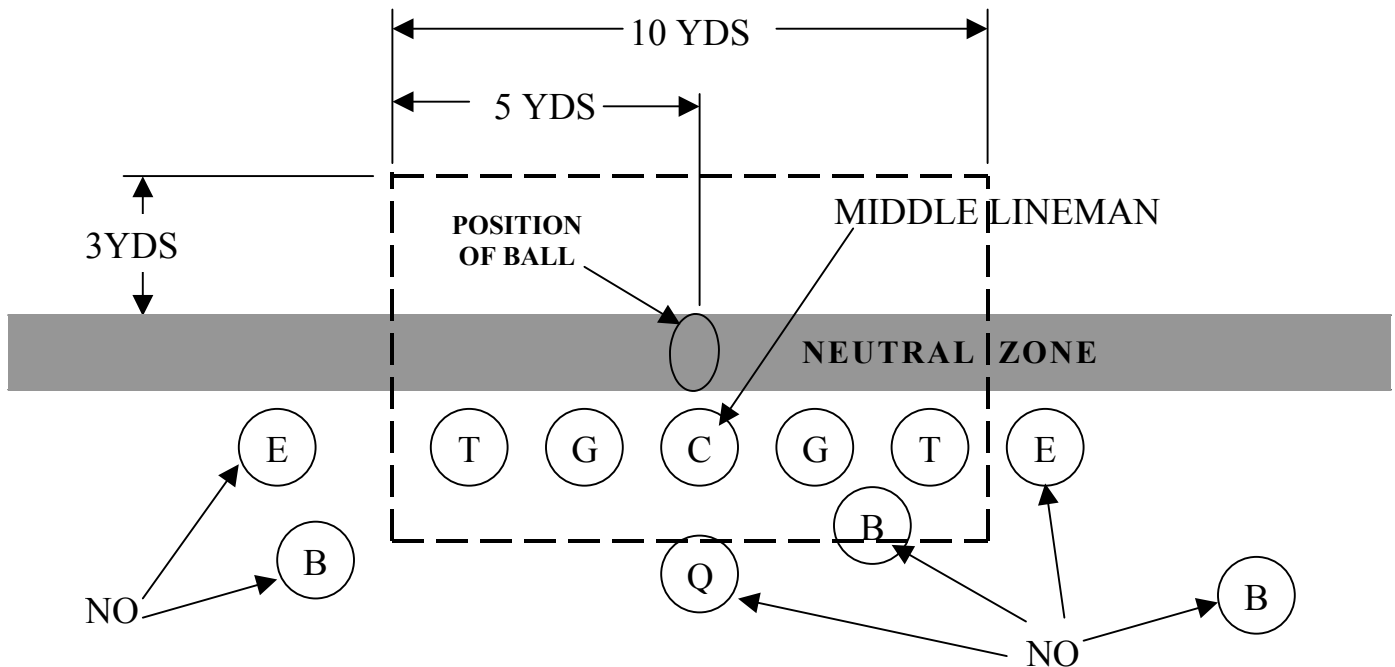 10 YDS
5 YDS
3YDS
POSITION
OF BALL
MIDDLE LINEMAN
NEUTRAL ZONE
E T G C G T E
B
B Q B
NO
NO